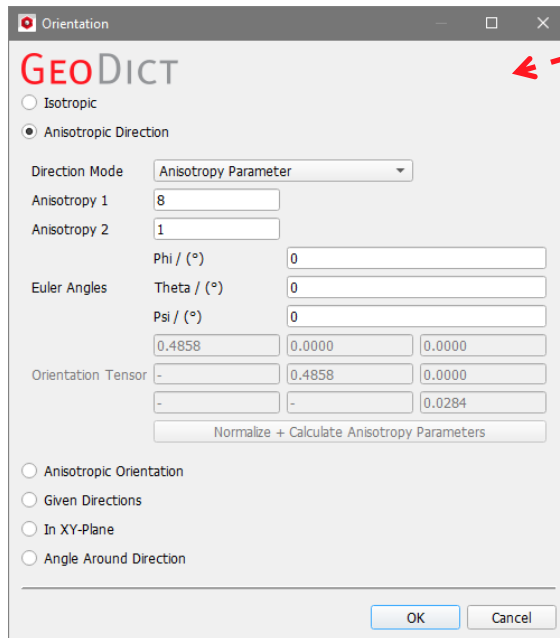 Orientation
GEODICT
Isotropic
Anisotropic Direction
Direction Mode Anisotropy Parameter
Anisotropy 1 8
Anisotropy 2 1
Phi / (°) 0
Euler Angles Theta / (°) 0
Psi / (°) 0
0.4858 0.0000 0.0000
Orientation Tensor - 0.4858 0.0000
- - 0.0284
Normalize + Calculate Anisotropy Parameters
Anisotropic Orientation
Given Directions
In XY-Plane
Angle Around Direction
OK Cancel